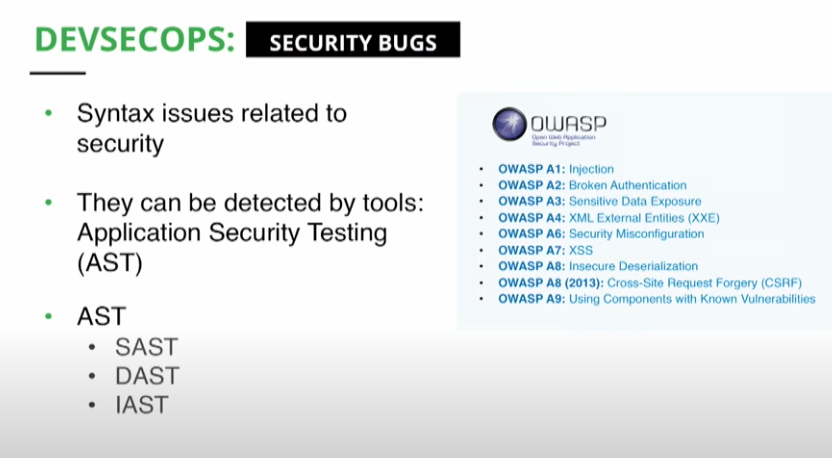 DEVSECOPS: SECURITY BUGS
• Syntax issues related to
security
• They can be detected by tools:
Application Security Testing
(AST)
• AST
• SAST
• DAST
• IAST
OWASP
Open Web Application
Security Project
• OWASP A1: Injection
• OWASP A2: Broken Authentication
• OWASP A3: Sensitive Data Exposure
• OWASP A4: XML External Entities (XXE)
• OWASP A6: Security Misconfiguration
• OWASP A7: XSS
• OWASP A8: Insecure Deserialization
• OWASP A8 (2013): Cross-Site Request Forgery (CSRF)
• OWASP A9: Using Components with Known Vulnerabilities